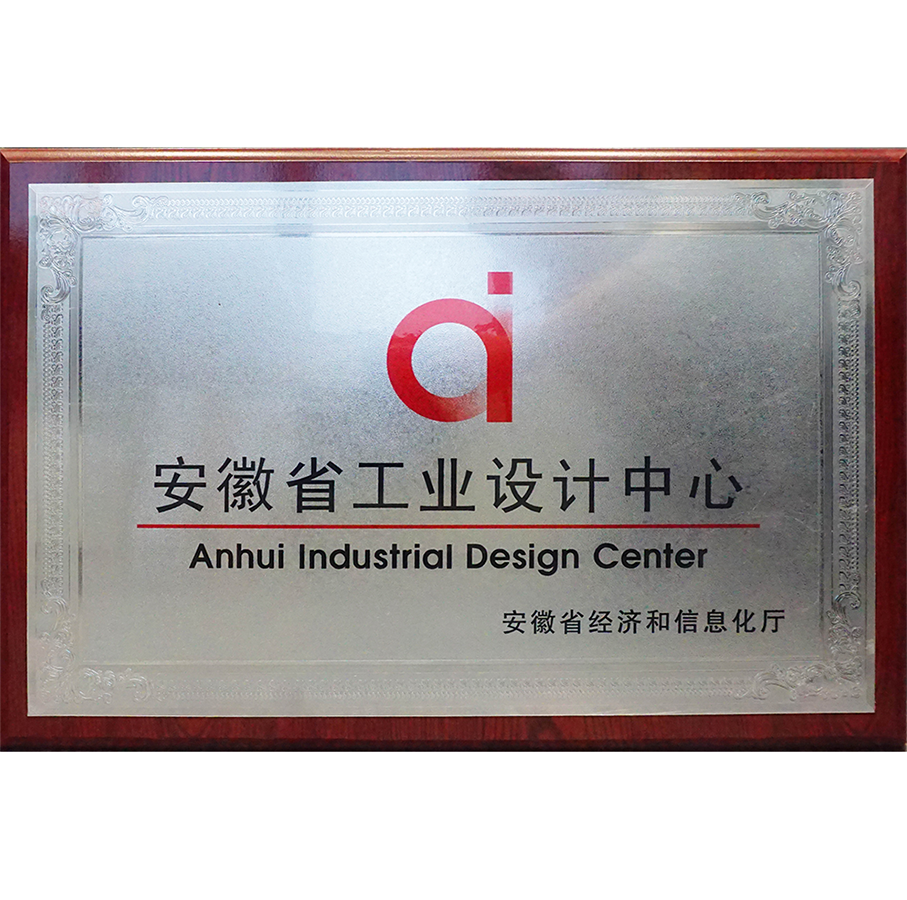 ai
安徽省工业设计中心
Anhui Industrial Design Center
安徽省经济和信息化厅